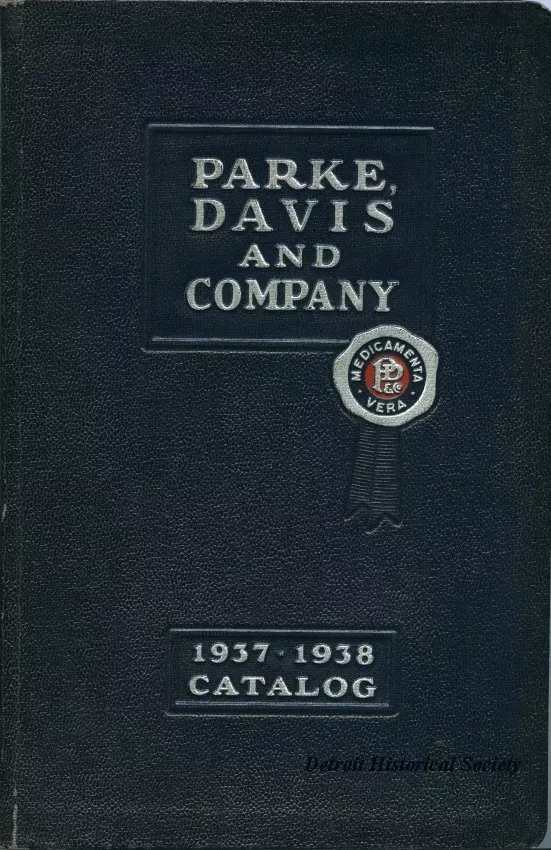 PARKE,
DAVIS
AND
COMPANY
MEDICAMENTA
PD
&Co
VERA
1937 · 1938
CATALOG
Detroit Historical Society